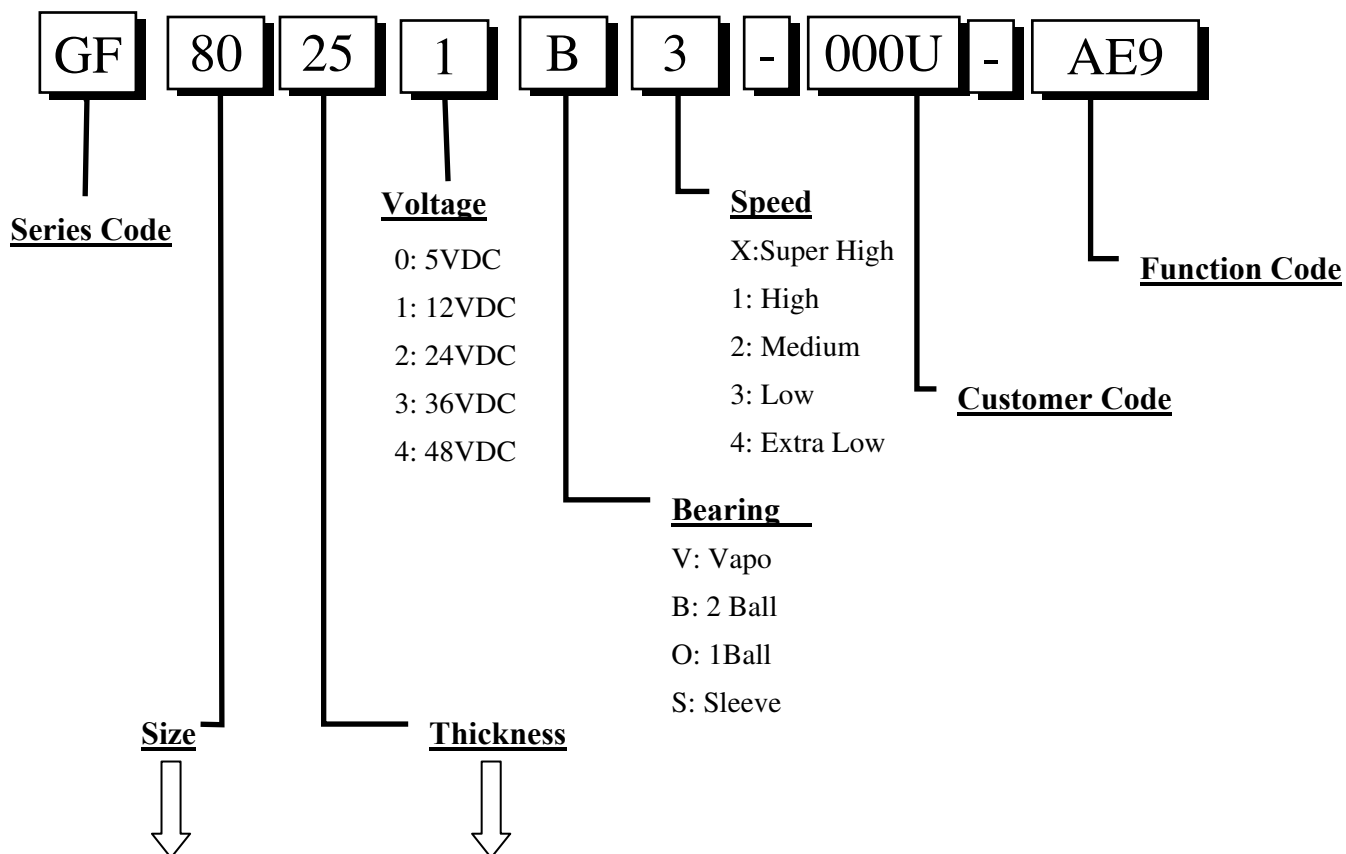 GF 80 25 1 B 3 - 000U - AE9
Series Code
Voltage
0: 5VDC
1: 12VDC
2: 24VDC
3: 36VDC
4: 48VDC
Speed
X:Super High
1: High
2: Medium
3: Low
4: Extra Low
Function Code
Customer Code
Bearing
V: Vapo
B: 2 Ball
O: 1Ball
S: Sleeve
Size
Thickness